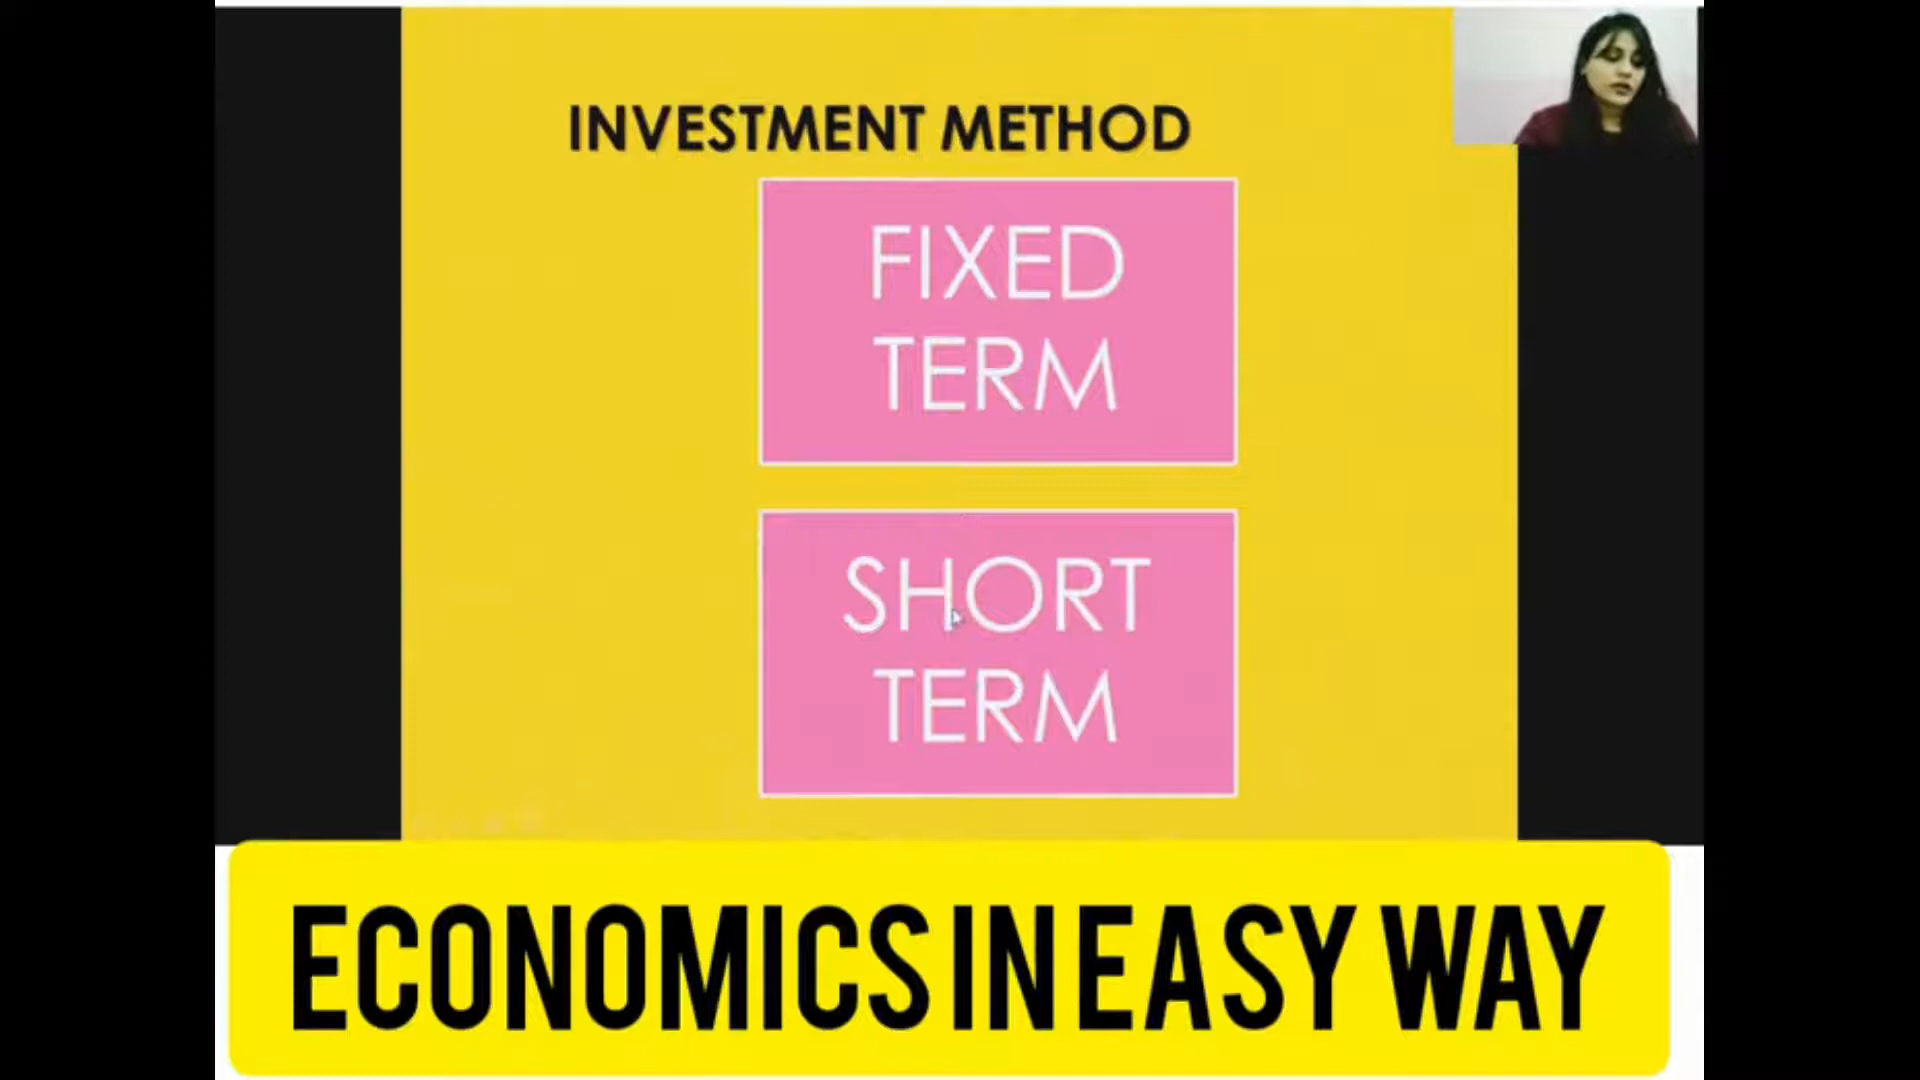 INVESTMENT METHOD
FIXED
TERM
SHORT
TERM
ECONOMICS IN EASY WAY